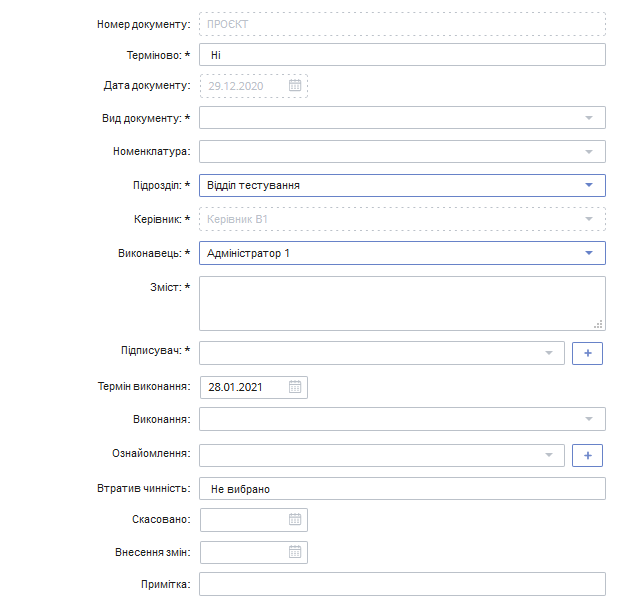 Номер документу: ПРОЄКТ
Терміново: * Ні
Дата документу: 29.12.2020
Вид документу: *
Номенклатура:
Підрозділ: * Відділ тестування
Керівник: * Керівник В1
Виконавець: * Адміністратор 1
Зміст: *
Підписувач: * +
Термін виконання: 28.01.2021
Виконання:
Ознайомлення: +
Втратив чинність: Не вибрано
Скасовано:
Внесення змін:
Примітка: